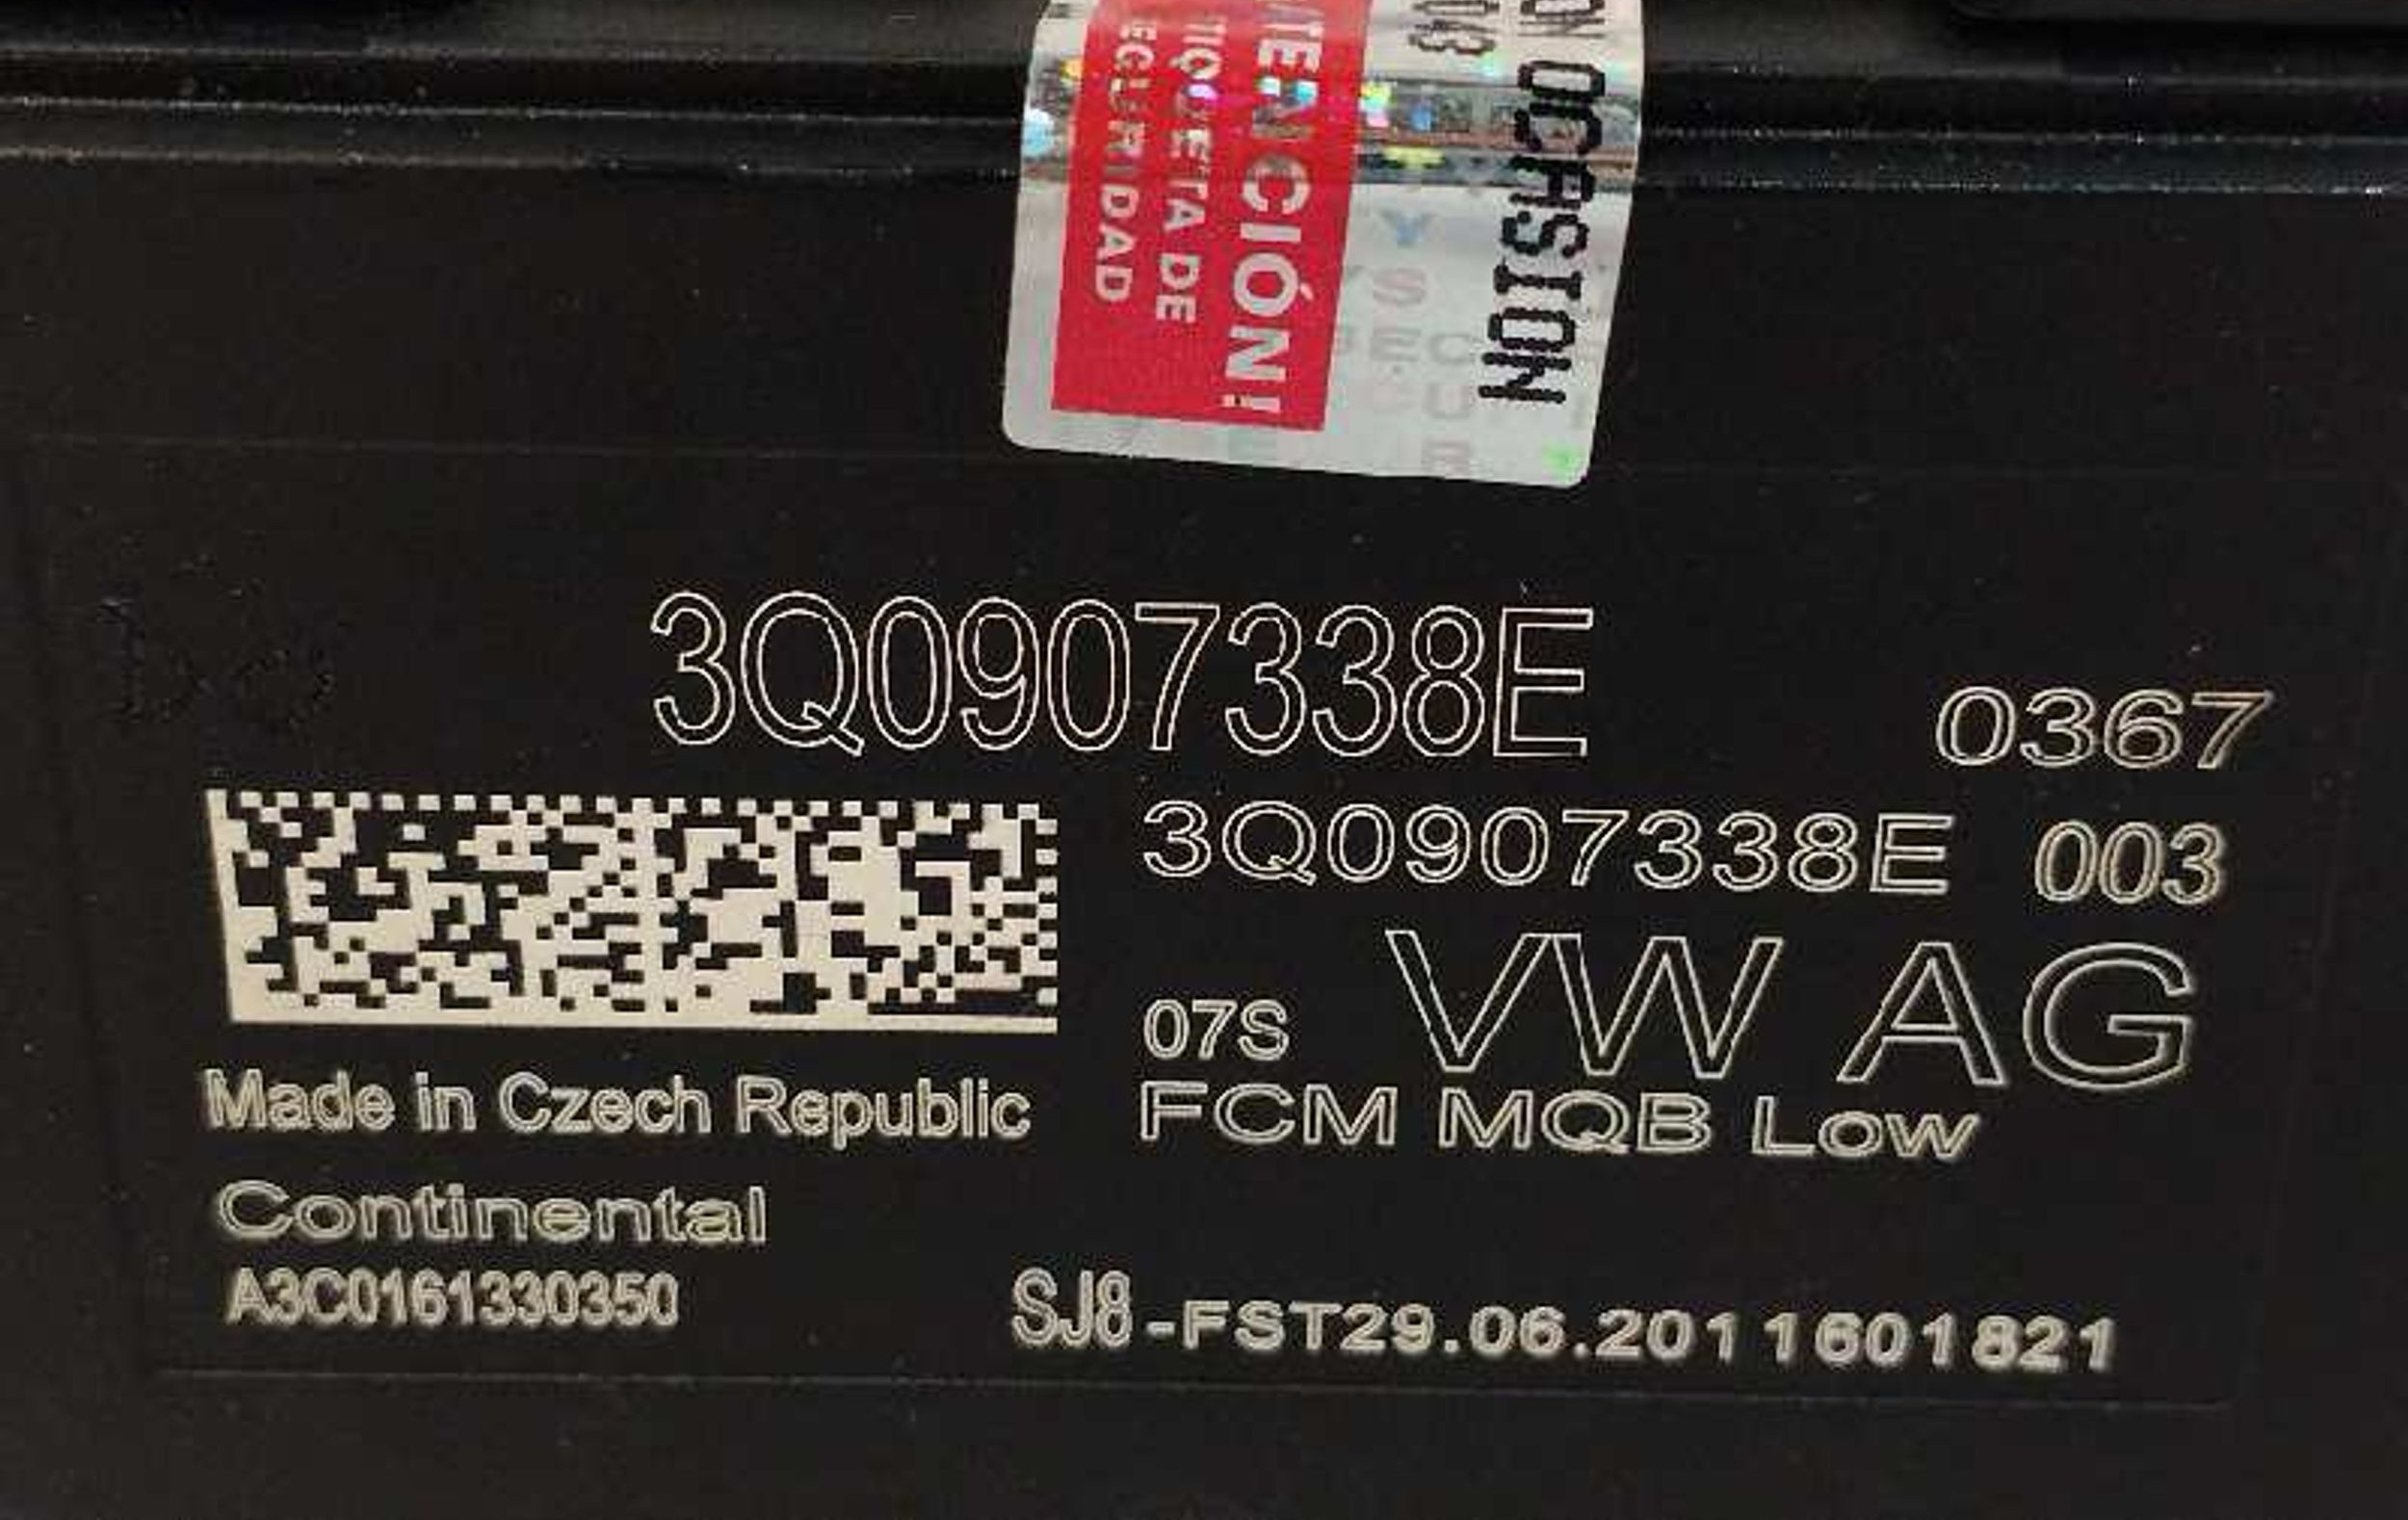 OCASION
¡ATENCIÓN!
ETIQUETA DE
SEGURIDAD
3Q0907338E
0367
3Q0907338E 003
07S VW AG
FCM MQB Low
Made in Czech Republic
Continental
A3C0161330350
SJ8-FST29.06.2011601821